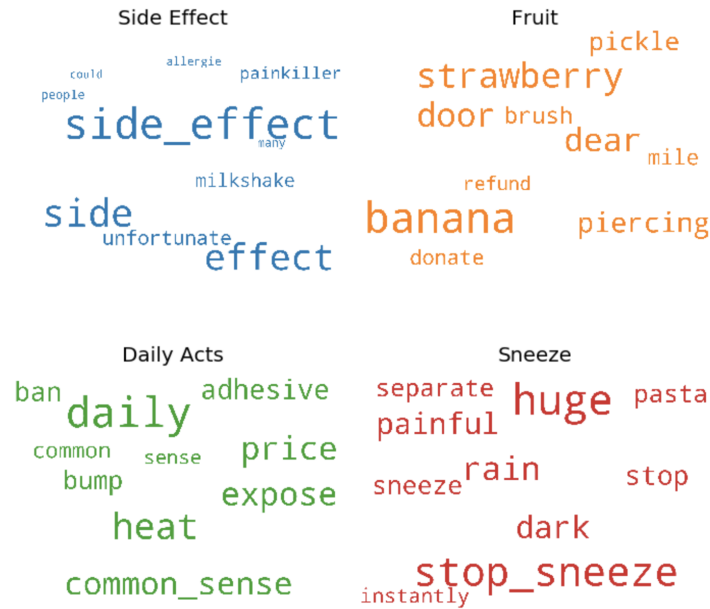 Side Effect
allergie
could
painkiller
people
side_effect
many
milkshake
side
unfortunate
effect
Fruit
pickle
strawberry
door brush
dear
mile
refund
banana
piercing
donate
Daily Acts
ban
adhesive
daily
common
sense
price
bump
expose
heat
common_sense
Sneeze
separate
huge
pasta
painful
rain
stop
sneeze
dark
stop_sneeze
instantly